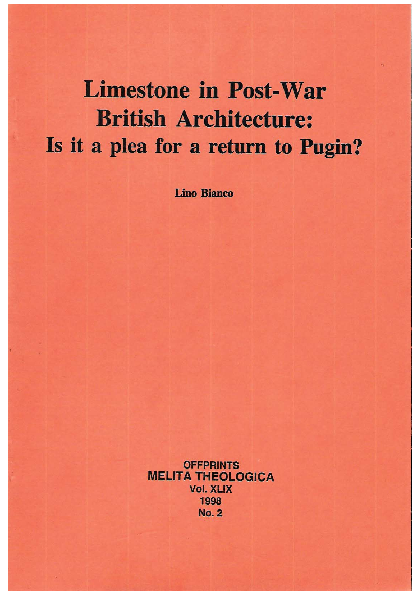 Limestone in Post-War
British Architecture:
Is it a plea for a return to Pugin?
Lino Bianco
OFFPRINTS
MELITA THEOLOGICA
Vol. XLIX
1998
No. 2